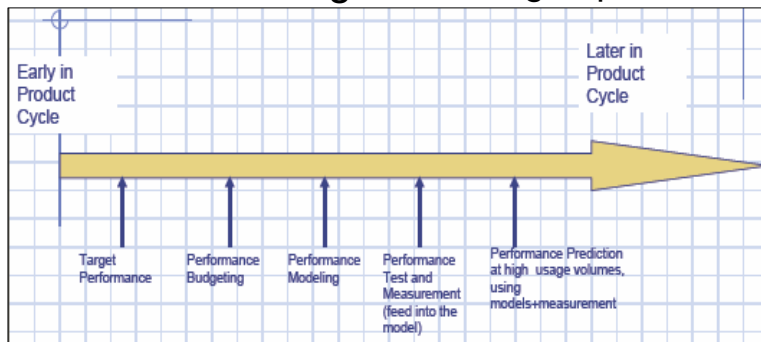 Early in
Product
Cycle
Later in
Product
Cycle
Target
Performance
Performance
Budgeting
Performance
Modeling
Performance
Test and
Measurement
(feed into the
model)
Performance Prediction
at high usage volumes,
using
models+measurement